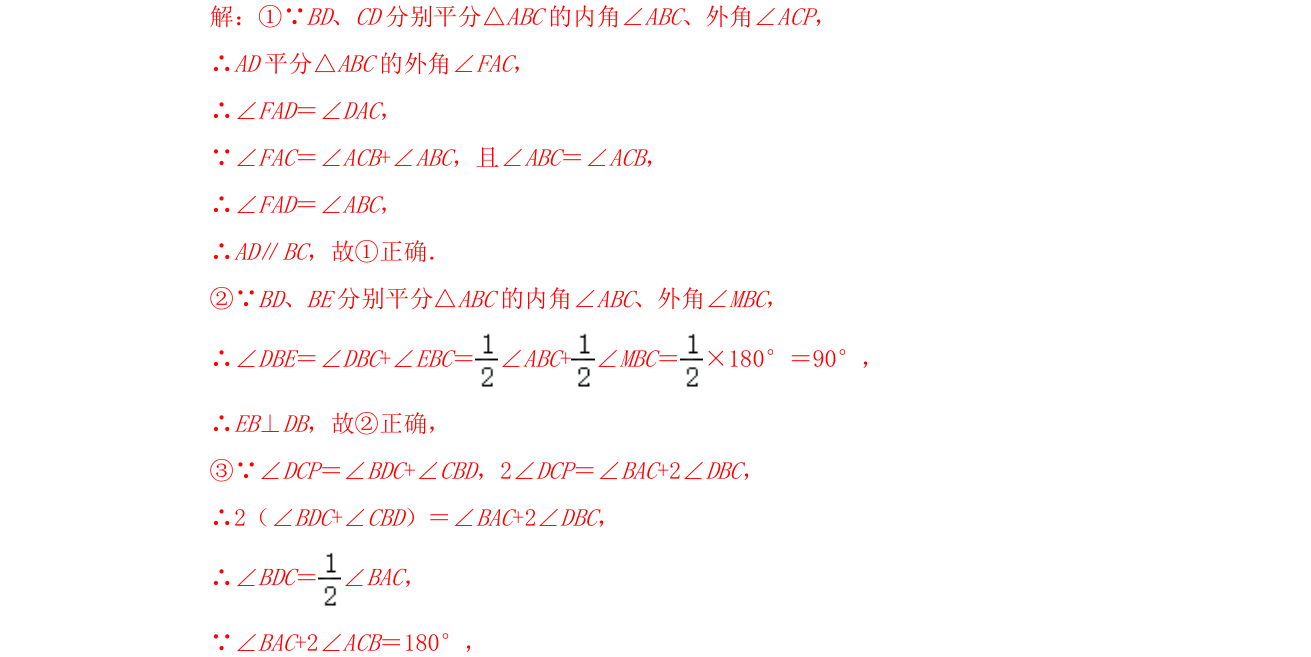 解：①∵BD、CD分别平分△ABC的内角∠ABC、外角∠ACP，
∴AD平分△ABC的外角∠FAC，
∴∠FAD＝∠DAC，
∵∠FAC＝∠ACB+∠ABC，且∠ABC＝∠ACB，
∴∠FAD＝∠ABC，
∴AD∥BC，故①正确．
②∵BD、BE分别平分△ABC的内角∠ABC、外角∠MBC，
∴∠DBE＝∠DBC+∠EBC＝1/2∠ABC+1/2∠MBC＝1/2×180°＝90°，
∴EB⊥DB，故②正确，
③∵∠DCP＝∠BDC+∠CBD，2∠DCP＝∠BAC+2∠DBC，
∴2（∠BDC+∠CBD）＝∠BAC+2∠DBC，
∴∠BDC＝1/2∠BAC，
∵∠BAC+2∠ACB＝180°，